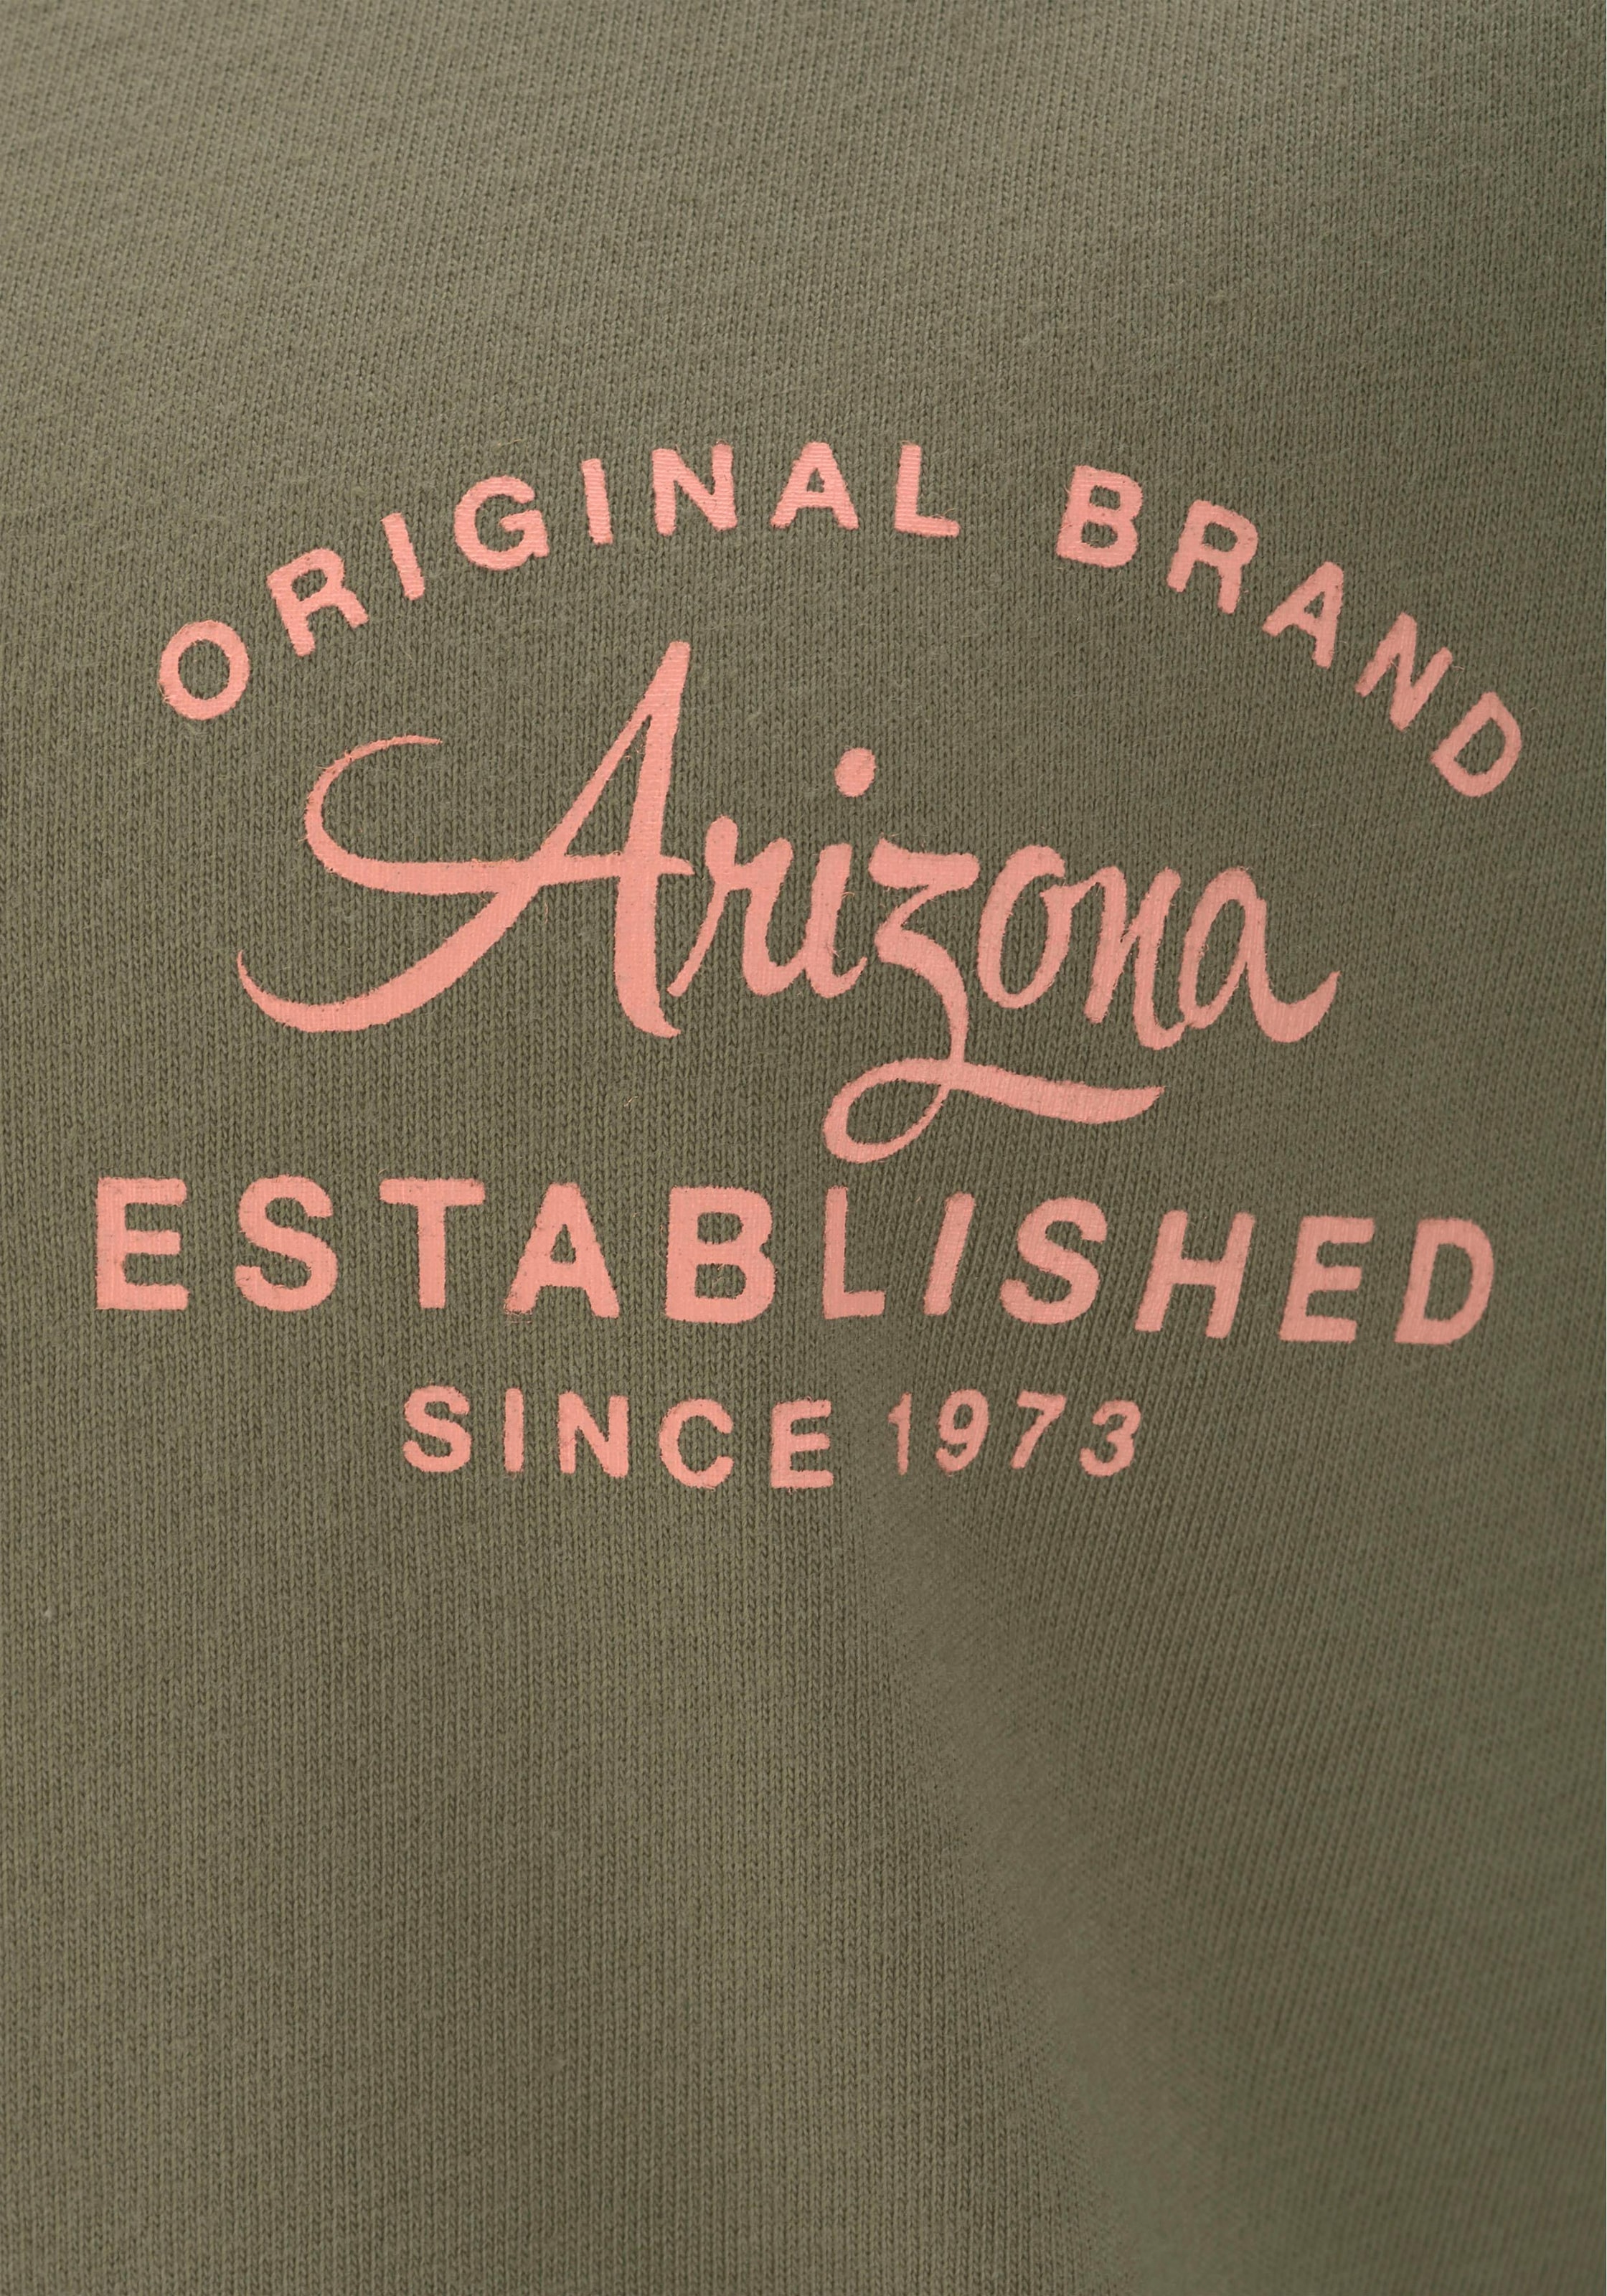 ORIGINAL BRAND
Arizona
ESTABLISHED
SINCE 1973